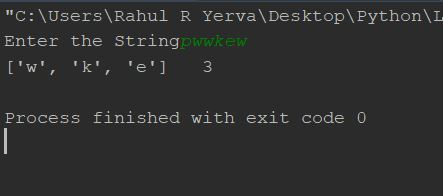 "C:\Users\Rahul R Yerva\Desktop\Python\L
Enter the Stringpwwkew
['w', 'k', 'e']   3
Process finished with exit code 0